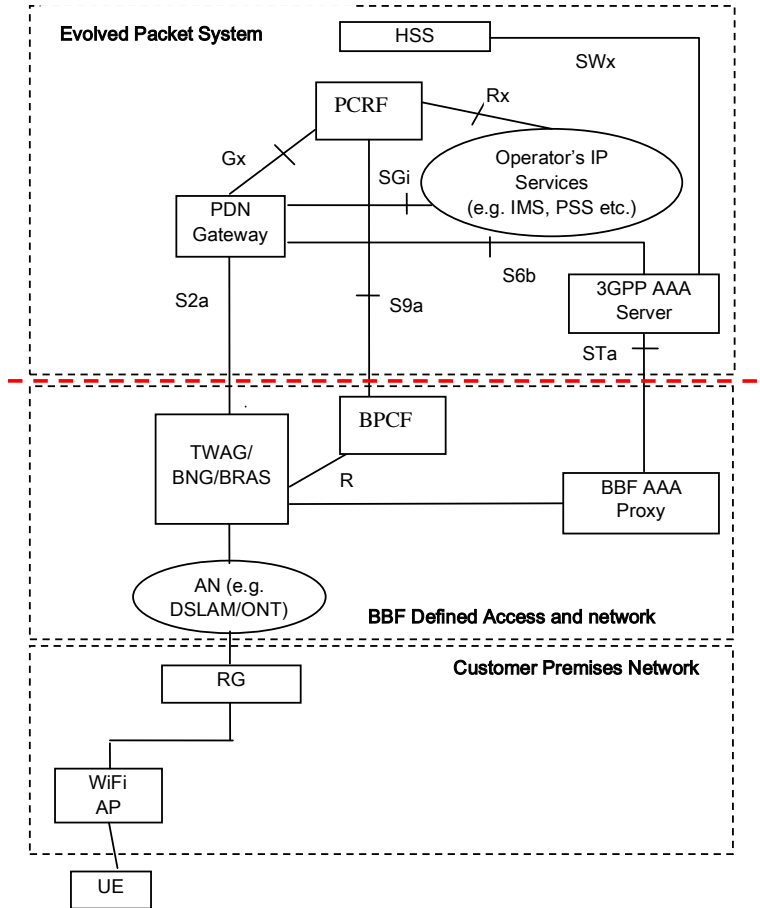 Evolved Packet System
HSS
SWx
PCRF
Rx
Gx
Operator's IP
Services
(e.g. IMS, PSS etc.)
SGi
PDN
Gateway
S6b
3GPP AAA
Server
S2a
S9a
STa
BPCF
TWAG/
BNG/BRAS
R
BBF AAA
Proxy
AN (e.g.
DSLAM/ONT)
BBF Defined Access and network
Customer Premises Network
RG
WiFi
AP
UE